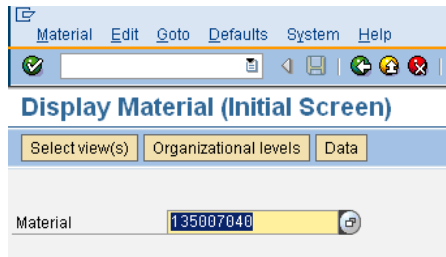 Material Edit Goto Defaults System Help
Display Material (Initial Screen)
Select view(s) Organizational levels Data
Material 135007040